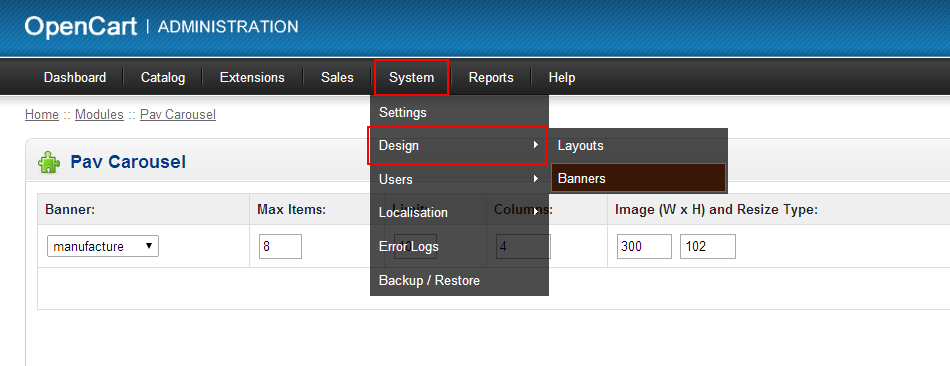 OpenCart | ADMINISTRATION
Dashboard Catalog Extensions Sales System Reports Help
Home :: Modules :: Pav Carousel
Settings
Design
Layouts
Users
Banners
Localisation
Error Logs
Backup / Restore
Pav Carousel
Banner: Max Items: Limits: Columns: Image (W x H) and Resize Type:
manufacture 8 4 300 102